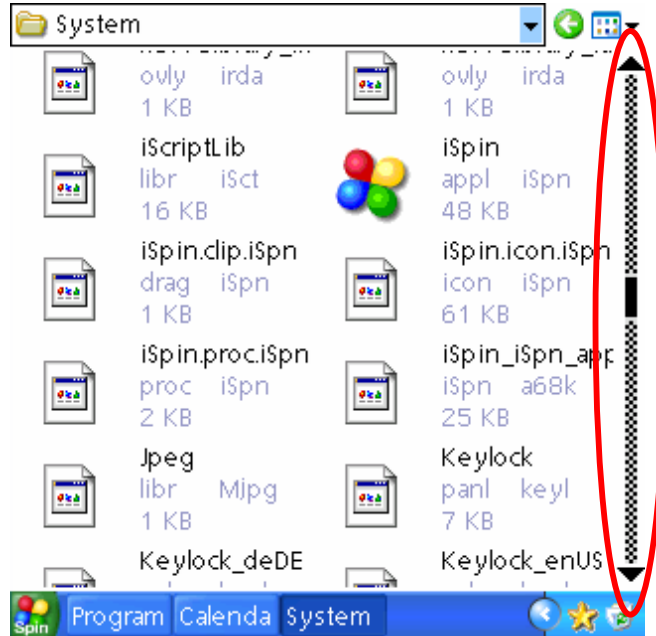 System
ovly irda
1 KB
ovly irda
1 KB
iScriptLib
libr iSct
16 KB
iSpin
appl iSpn
48 KB
iSpin.clip.iSpn
drag iSpn
1 KB
iSpin.icon.iSpn
icon iSpn
61 KB
iSpin.proc.iSpn
proc iSpn
2 KB
iSpin_iSpn_app
iSpn a68k
25 KB
Jpeg
libr MJpg
1 KB
Keylock
panl keyl
7 KB
Keylock_deDE
Keylock_enUS
Spin Program Calenda System